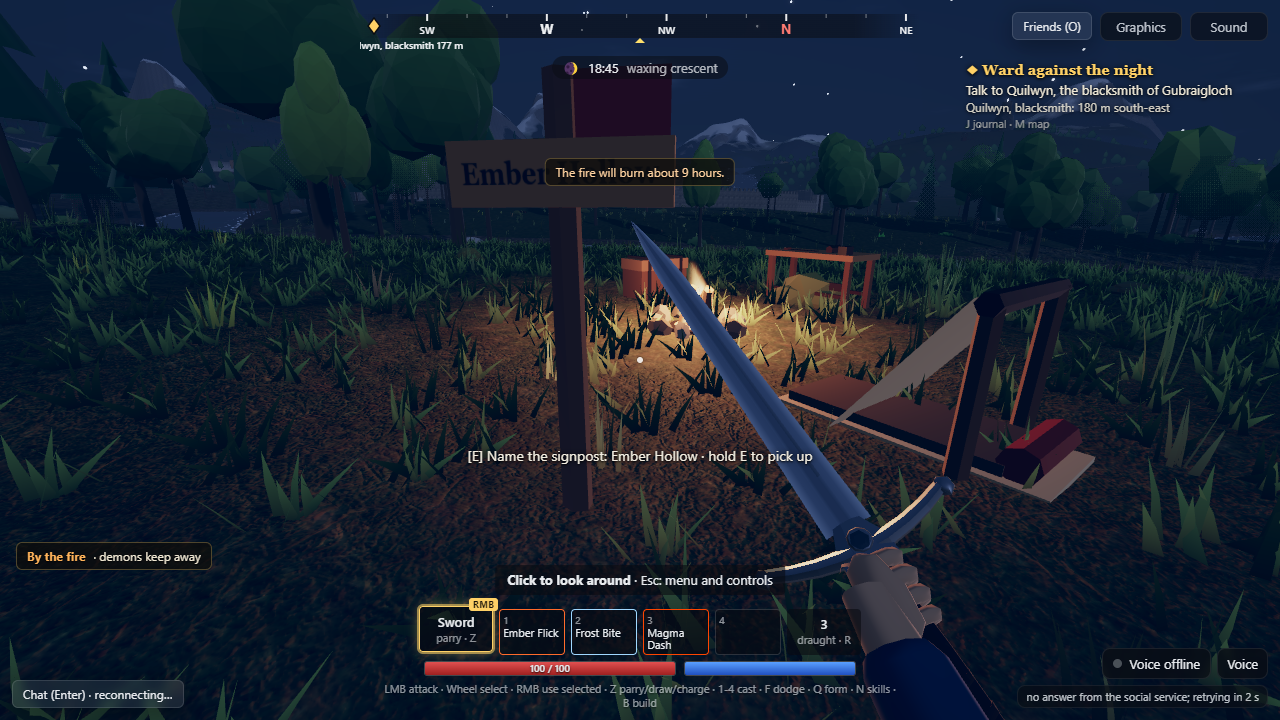 SW
W
NW
N
NE
lwyn, blacksmith 177 m
Friends (O)
Graphics
Sound
18:45 waxing crescent
Ward against the night
Talk to Quilwyn, the blacksmith of Gubraigloch
Quilwyn, blacksmith: 180 m south-east
J journal · M map
Ember
The fire will burn about 9 hours.
[E] Name the signpost: Ember Hollow · hold E to pick up
By the fire · demons keep away
Click to look around · Esc: menu and controls
RMB
Sword
parry · Z
1
Ember Flick
2
Frost Bite
3
Magma
Dash
4
3
draught · R
100 / 100
LMB attack · Wheel select · RMB use selected · Z parry/draw/charge · 1-4 cast · F dodge · Q form · N skills ·
B build
Chat (Enter) · reconnecting...
Voice offline
Voice
no answer from the social service; retrying in 2 s